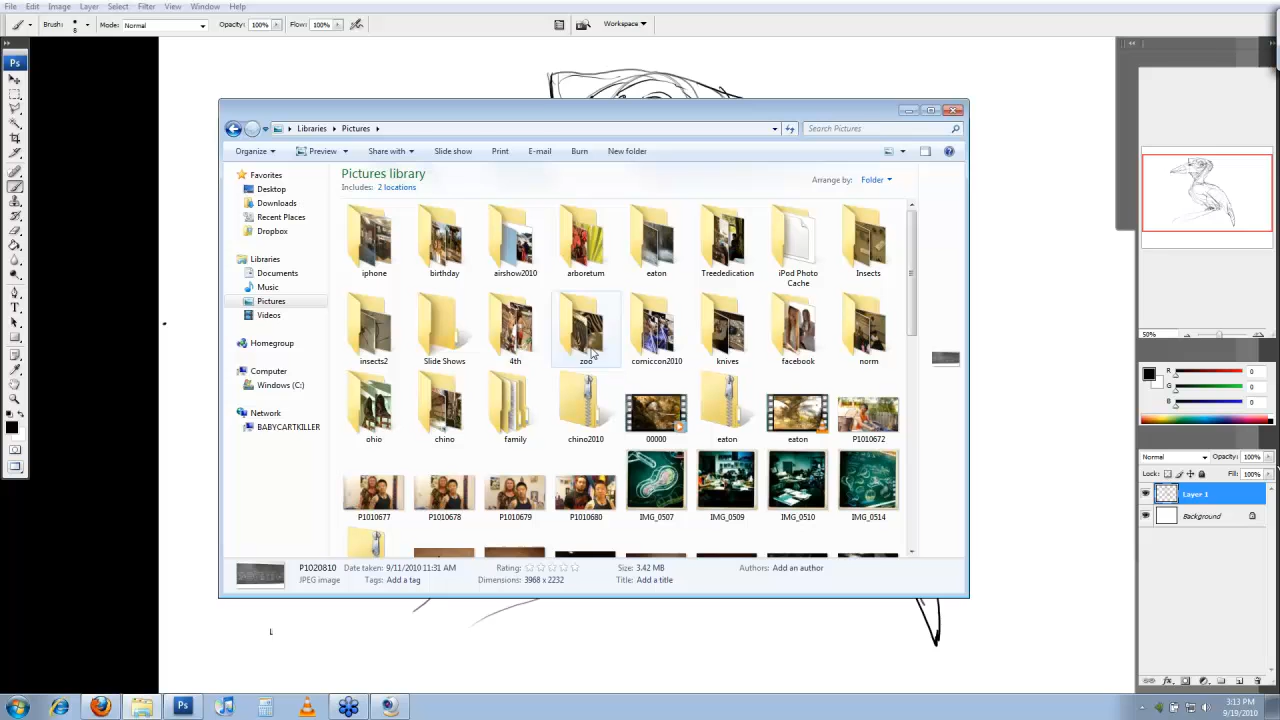 File Edit Image Layer Select Filter View Window Help
Brush: 8 Mode: Normal Opacity: 100% Flow: 100% Workspace
Ps
Libraries Pictures
Search Pictures
Organize Preview Share with Slide show Print E-mail Burn New folder
Favorites
Desktop
Downloads
Recent Places
Dropbox
Libraries
Documents
Music
Pictures
Videos
Homegroup
Computer
Windows (C:)
Network
BABYCARTKILLER
Pictures library
Includes: 2 locations
Arrange by: Folder
iphone birthday airshow2010 arboretum eaton Treededication iPod Photo Cache Insects
insects2 Slide Shows 4th zoo comiccon2010 knives facebook norm
ohio chino family chino2010 00000 eaton eaton P1010672
P1010677 P1010678 P1010679 P1010680 IMG_0507 IMG_0509 IMG_0510 IMG_0514
P1020810 Date taken: 9/11/2010 11:31 AM Rating: Size: 3.42 MB Authors: Add an author
JPEG image Tags: Add a tag Dimensions: 3968 x 2232 Title: Add a title
50%
R 0
G 0
B 0
Normal Opacity: 100%
Lock: Fill: 100%
Layer 1
Background
Ps
3:13 PM
9/19/2010